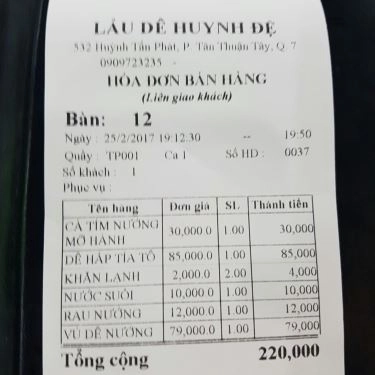 LẨU DÊ HUYNH ĐỆ
532 Huỳnh Tấn Phát, P. Tân Thuận Tây, Q. 7
0909723235 -
HÓA ĐƠN BÁN HÀNG
(Liên giao khách)
Bàn: 12
Ngày : 25/2/2017 19:12:30 -- 19:50
Quầy : TP001 Ca 1 Số HD : 0037
Số khách : 1
Phục vụ :
Tên hàng Đơn giá SL Thành tiền
CÀ TÍM NƯỚNG MỠ HÀNH 30,000.0 1.00 30,000
DÊ HẤP TÍA TÔ 85,000.0 1.00 85,000
KHĂN LẠNH 2,000.0 2.00 4,000
NƯỚC SUỐI 10,000.0 1.00 10,000
RAU NƯỚNG 12,000.0 1.00 12,000
VÚ DÊ NƯỚNG 79,000.0 1.00 79,000
Tổng cộng 220,000